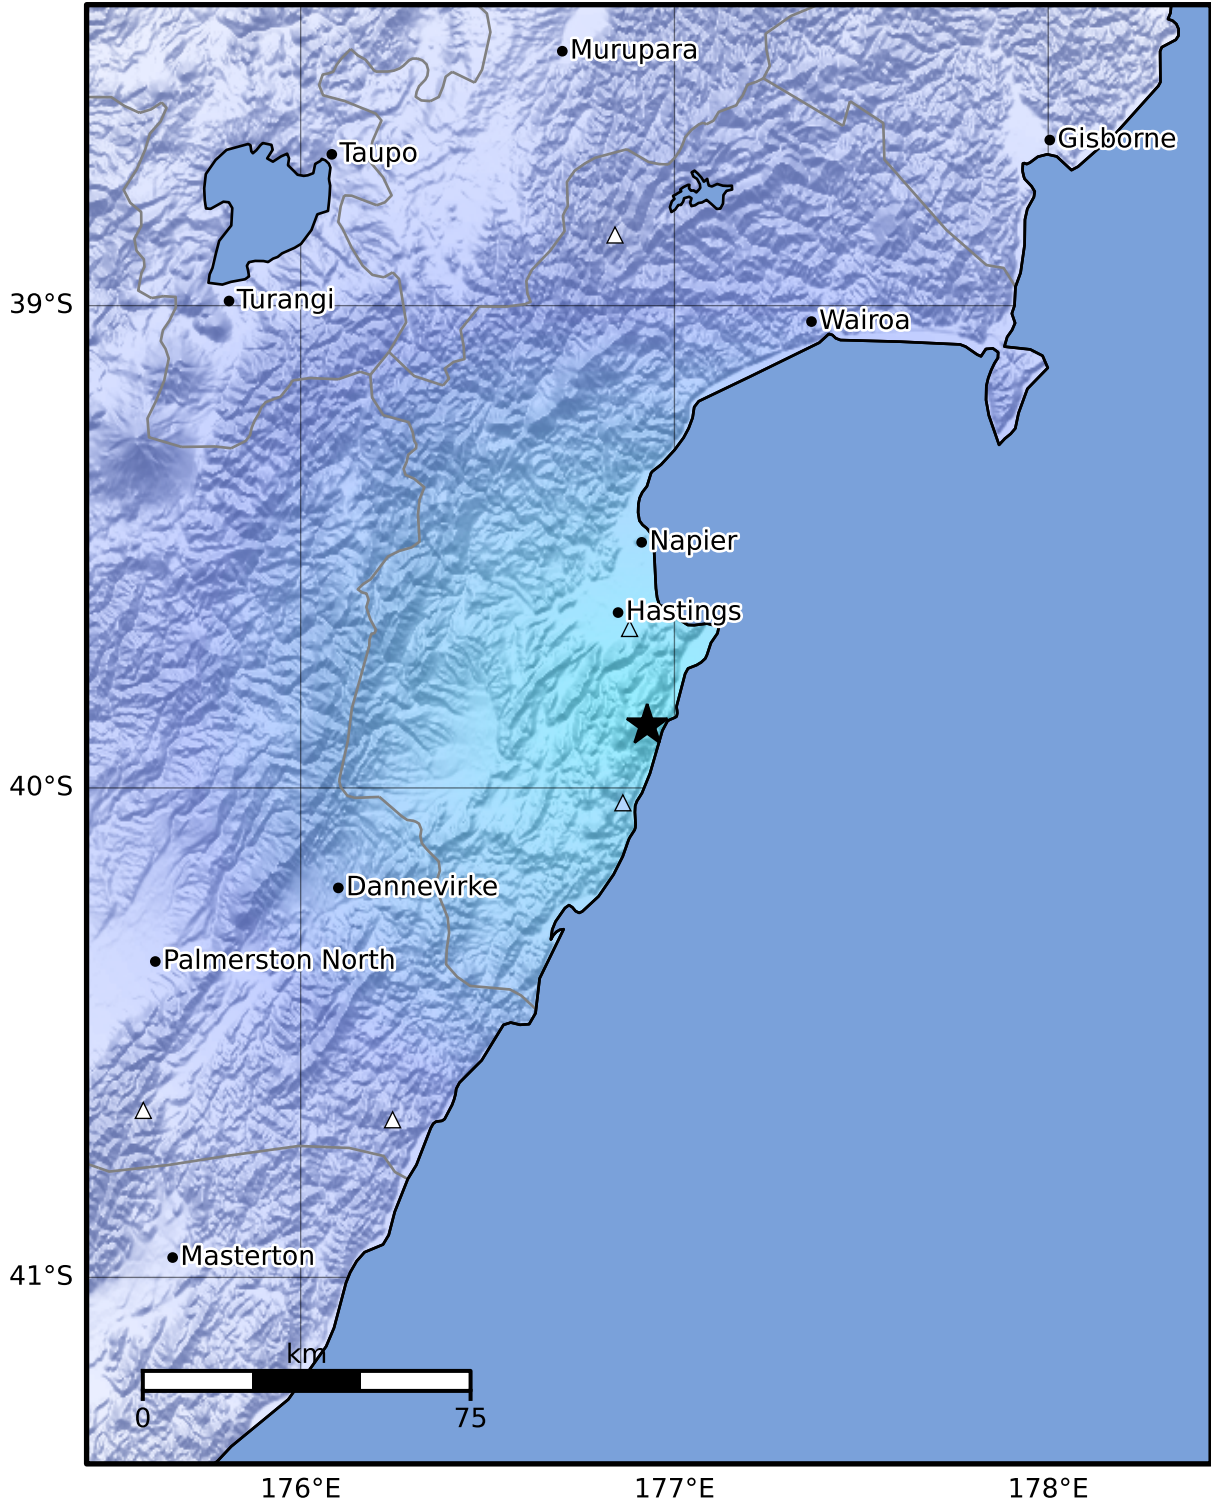 Murupara
Gisborne
Taupo
Turangi
39°S
Wairoa
Napier
Hastings
40°S
Dannevirke
Palmerston North
Masterton
41°S
km
0 75
176°E 177°E 178°E